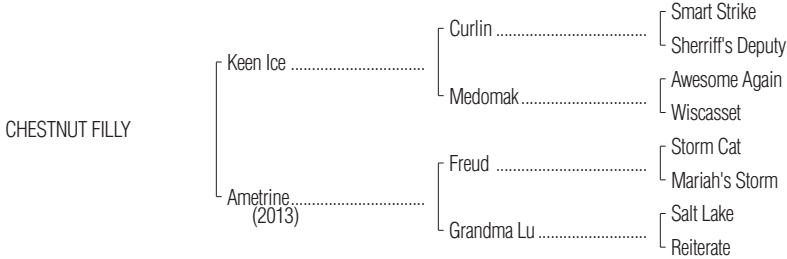 Smart Strike
Curlin ..........................................
Sherriff's Deputy
Keen Ice ......................................
Awesome Again
Medomak...................................
Wiscasset
CHESTNUT FILLY
Storm Cat
Freud ..........................................
Mariah's Storm
Ametrine......................................
(2013)
Salt Lake
Grandma Lu ...............................
Reiterate